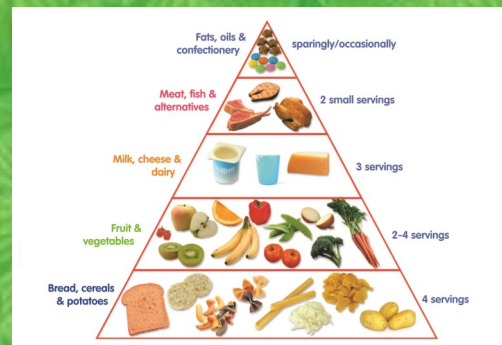 Fats, oils &
confectionery
sparingly/occasionally
Meat, fish &
alternatives
2 small servings
Milk, cheese &
dairy
3 servings
Fruit &
vegetables
2-4 servings
Bread, cereals
& potatoes
4 servings